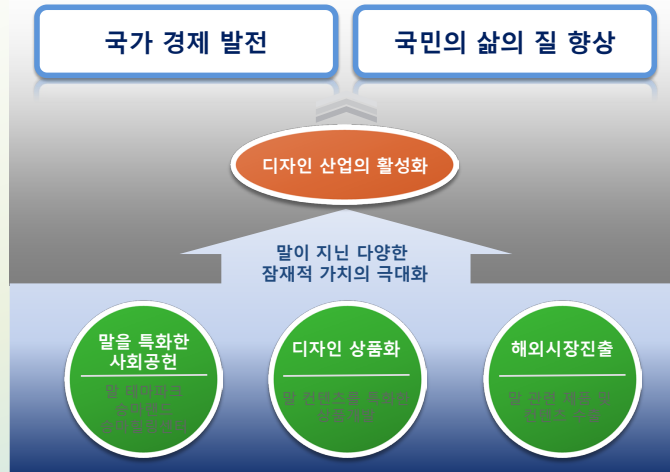 국가 경제 발전
국민의 삶의 질 향상
디자인 산업의 활성화
말이 지닌 다양한
잠재적 가치의 극대화
말을 특화한
사회공헌
말 테마파크
승마랜드
디자인 상품화
말 컨텐츠를 특화한
상품개발
해외시장진출
말 관련 제품 및
컨텐츠 수출